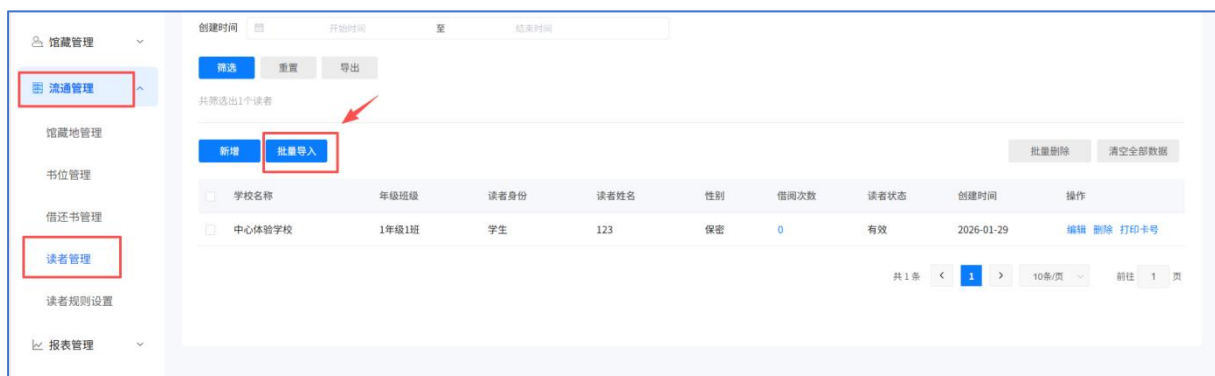 馆藏管理
流通管理
馆藏地管理
书位管理
借还书管理
读者管理
读者规则设置
报表管理
创建时间 开始时间 至 结束时间
筛选 重置 导出
共筛选出1个读者
新增 批量导入 批量删除 清空全部数据
学校名称 年级班级 读者身份 读者姓名 性别 借阅次数 读者状态 创建时间 操作
中心体验学校 1年级1班 学生 123 保密 0 有效 2026-01-29 编辑 删除 打印卡号
共1条 1 10条/页 前往 1 页